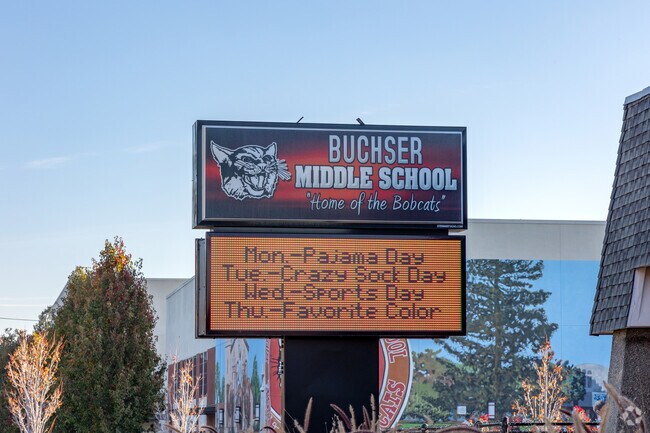 BUCHSER
MIDDLE SCHOOL
"Home of the Bobcats"
Mon.-Pajama Day
Tue.-Crazy Sock Day
Wed.-Sports Day
Thu.-Favorite Color
CATS